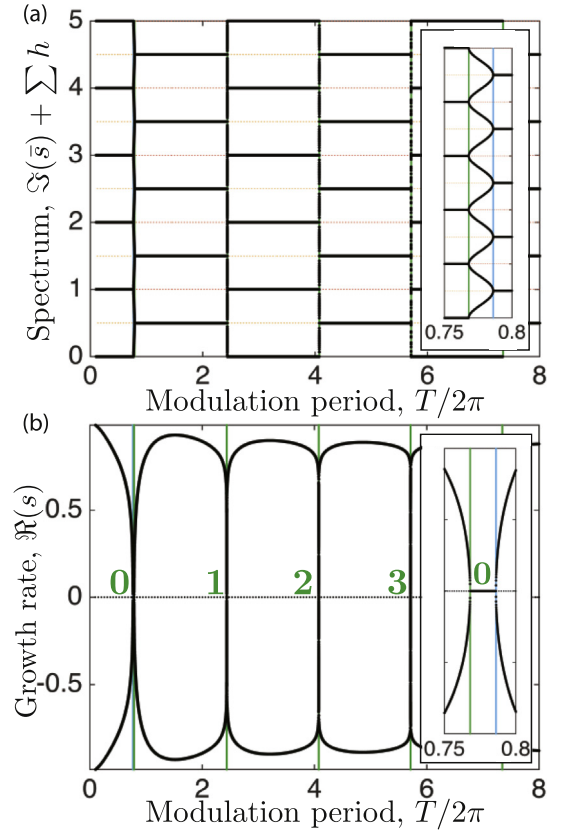 (a)
5
4
3
2
1
0
Spectrum, ℑ(s̄) + ∑ h
0.75 0.8
0 2 4 6 8
Modulation period, T/2π
(b)
0.5
0
-0.5
Growth rate, ℜ(s)
0 1 2 3
0
0.75 0.8
0 2 4 6 8
Modulation period, T/2π